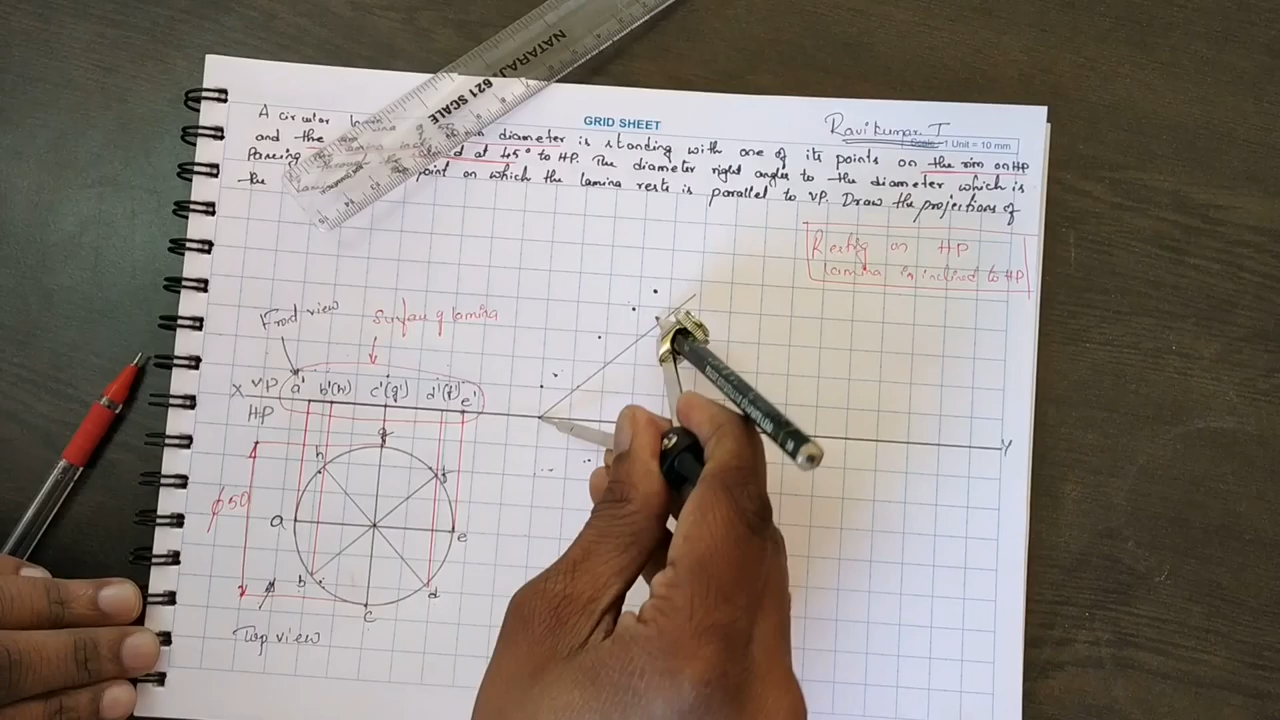 NATARAJ 621 SCALE
GRID SHEET
Ravikumar. T
Scale - 1 Unit = 10 mm
A circular diameter is standing with one of its points on the rim on HP
and the at 45° to HP. The diameter right angles to the diameter which is
Passing through the point on which the lamina rests is parallel to VP. Draw the projections of
the
Resting on HP
lamina is inclined to HP
Front view
Surface of lamina
X VP a' b'(h') c'(g') d'(f') e'
HP
Y
g
h f
a e
b d
c
φ50
Top view